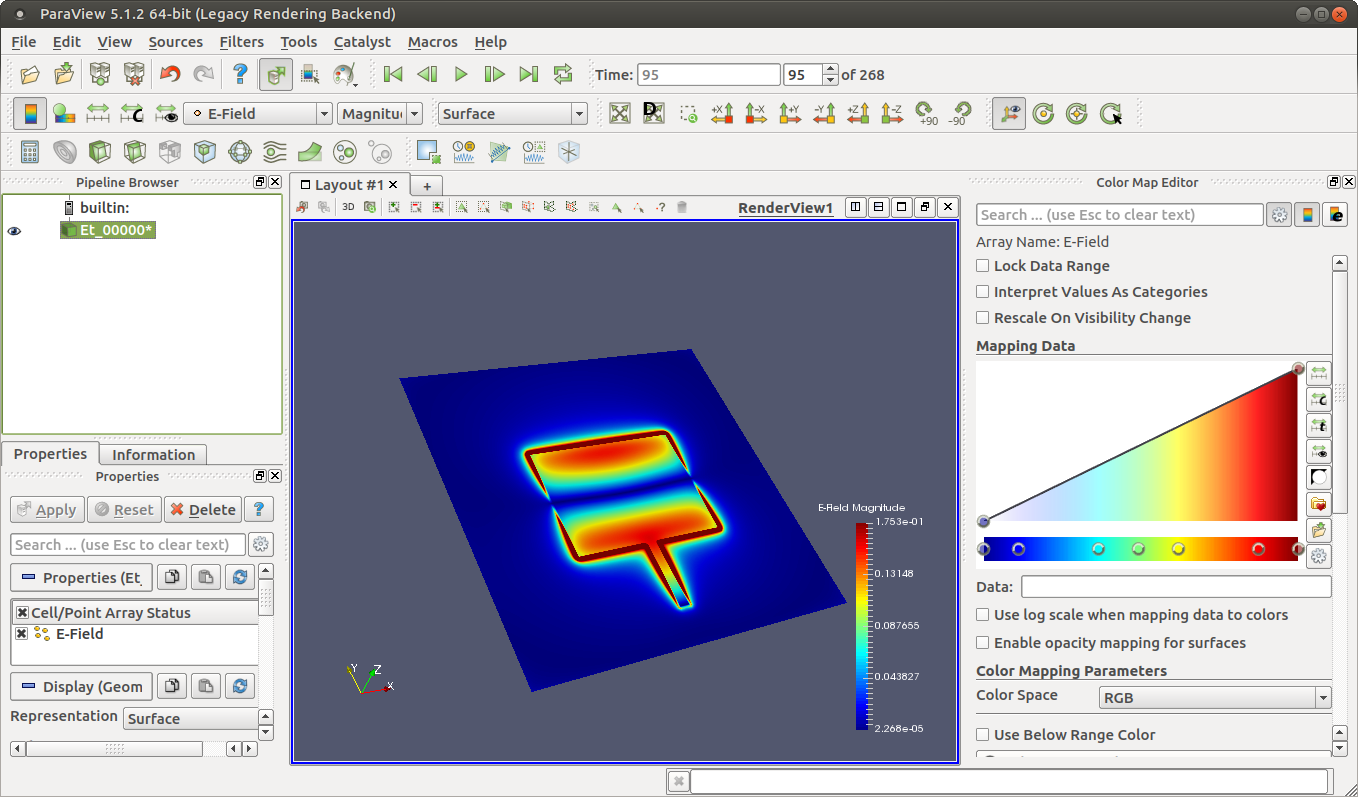 ParaView 5.1.2 64-bit (Legacy Rendering Backend)
File Edit View Sources Filters Tools Catalyst Macros Help
Time: 95 95 of 268
E-Field Magnitu Surface D +X -X +Y -Y +Z -Z +90 -90
Pipeline Browser
builtin:
Et_00000*
Properties Information
Properties
Apply Reset Delete ?
Search ... (use Esc to clear text)
Properties (Et_
Cell/Point Array Status
E-Field
Display (Geom
Representation Surface
Layout #1 +
3D RenderView1
E-Field Magnitude
1.753e-01
0.13148
0.087655
0.043827
2.268e-05
Y Z X
Color Map Editor
Search ... (use Esc to clear text)
Array Name: E-Field
Lock Data Range
Interpret Values As Categories
Rescale On Visibility Change
Mapping Data
Data:
Use log scale when mapping data to colors
Enable opacity mapping for surfaces
Color Mapping Parameters
Color Space RGB
Use Below Range Color